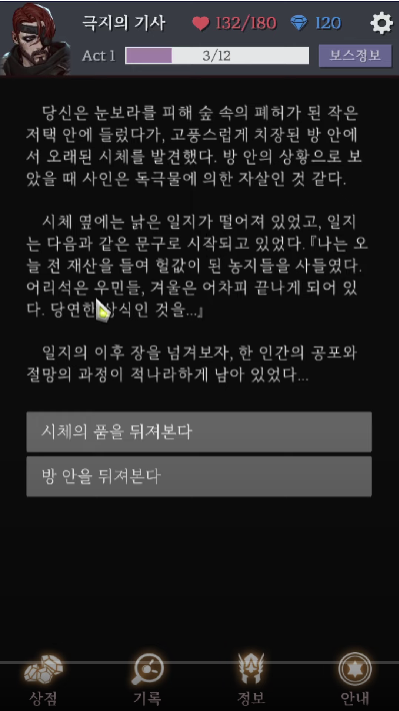 극지의 기사 132/180 120
Act 1 3/12 보스정보
당신은 눈보라를 피해 숲 속의 폐허가 된 작은
저택 안에 들렀다가, 고풍스럽게 치장된 방 안에
서 오래된 시체를 발견했다. 방 안의 상황으로 보
았을 때 사인은 독극물에 의한 자살인 것 같다.
시체 옆에는 낡은 일지가 떨어져 있었고, 일지
는 다음과 같은 문구로 시작되고 있었다. 『나는 오
늘 전 재산을 들여 헐값이 된 농지들을 사들였다.
어리석은 우민들, 겨울은 어차피 끝나게 되어 있
다. 당연한 상식인 것을...』
일지의 이후 장을 넘겨보자, 한 인간의 공포와
절망의 과정이 적나라하게 남아 있었다...
시체의 품을 뒤져본다
방 안을 뒤져본다
상점 기록 정보 안내